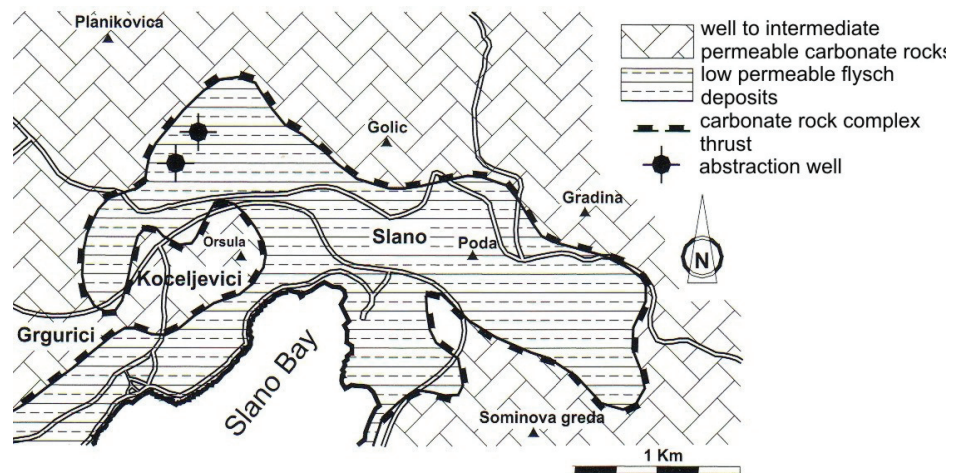 Planikovica
Golic
Gradina
Orsula
Slano
Poda
Koceljevici
Grgurici
Slano Bay
Sominova greda
well to intermediate
permeable carbonate rocks
low permeable flysch
deposits
carbonate rock complex
thrust
abstraction well
N
1 Km